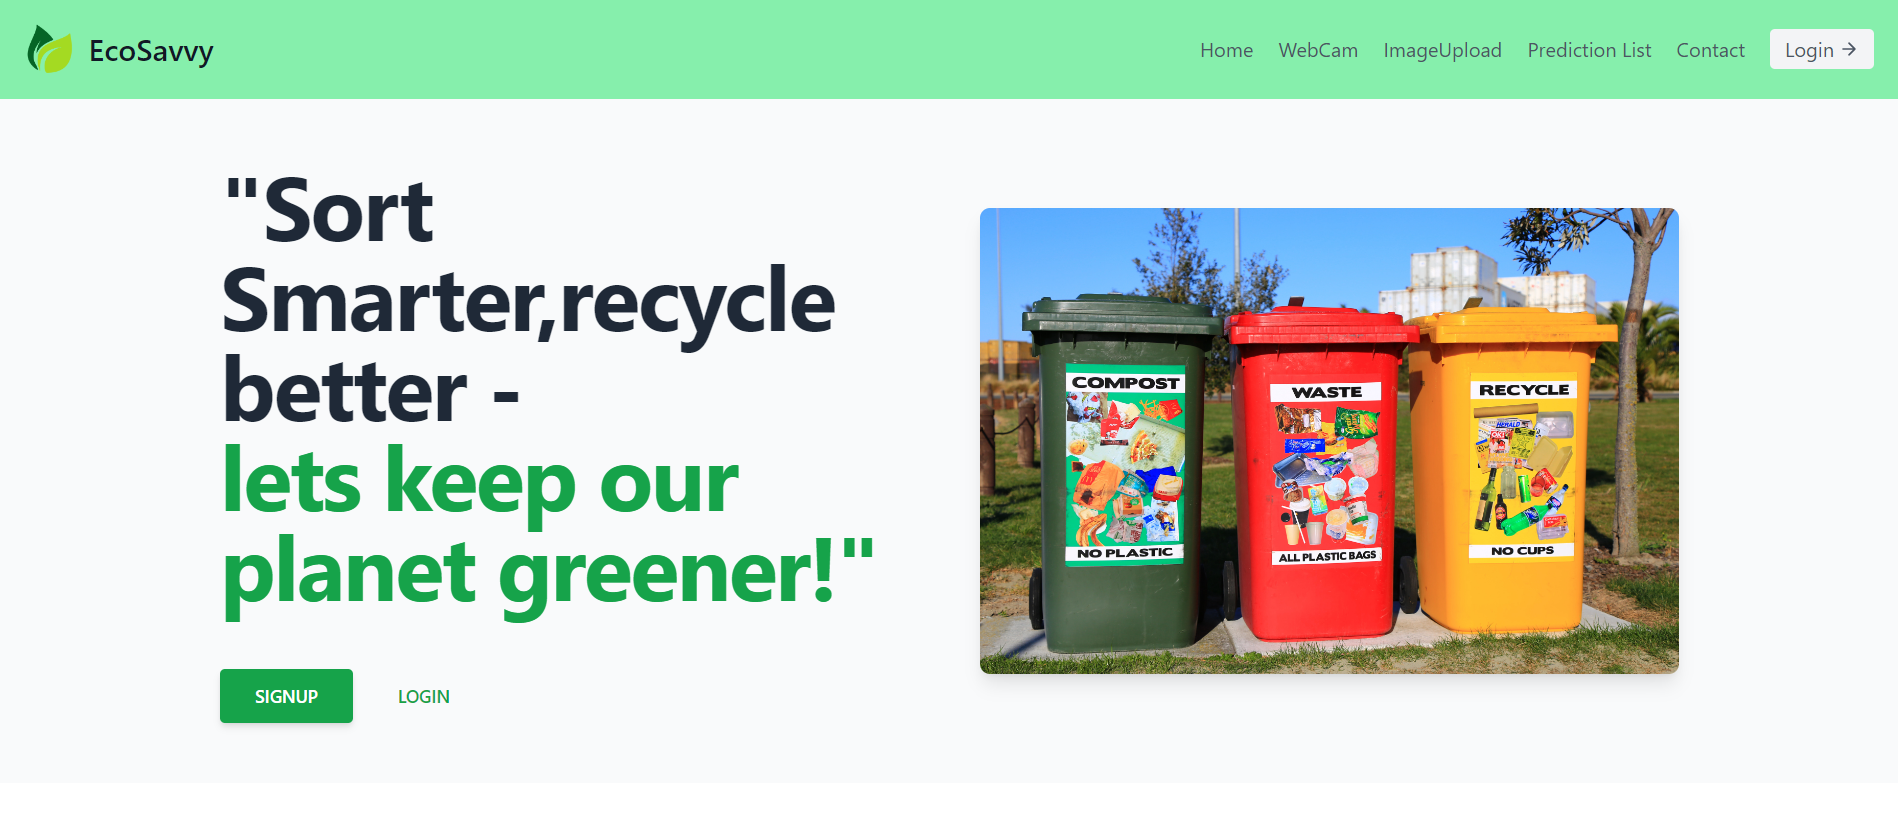 EcoSavvy
Home WebCam ImageUpload Prediction List Contact Login
"Sort
Smarter,recycle
better -
lets keep our
planet greener!"
SIGNUP LOGIN
COMPOST
NO PLASTIC
WASTE
ALL PLASTIC BAGS
RECYCLE
HERALD
NO CUPS